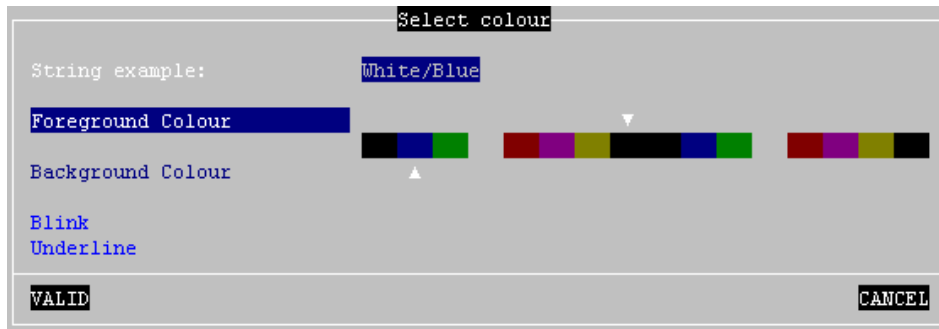 Select colour
String example: White/Blue
Foreground Colour
Background Colour
Blink
Underline
VALID CANCEL